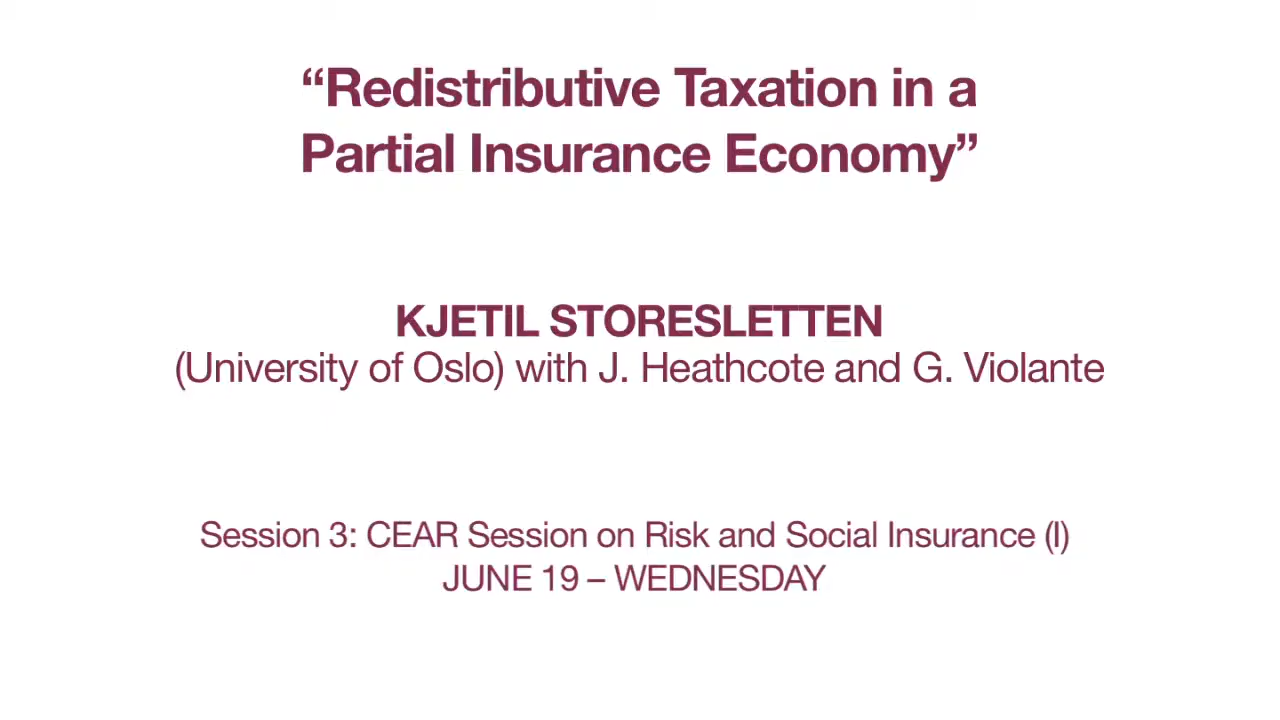 “Redistributive Taxation in a
Partial Insurance Economy”
KJETIL STORESLETTEN
(University of Oslo) with J. Heathcote and G. Violante
Session 3: CEAR Session on Risk and Social Insurance (I)
JUNE 19 – WEDNESDAY